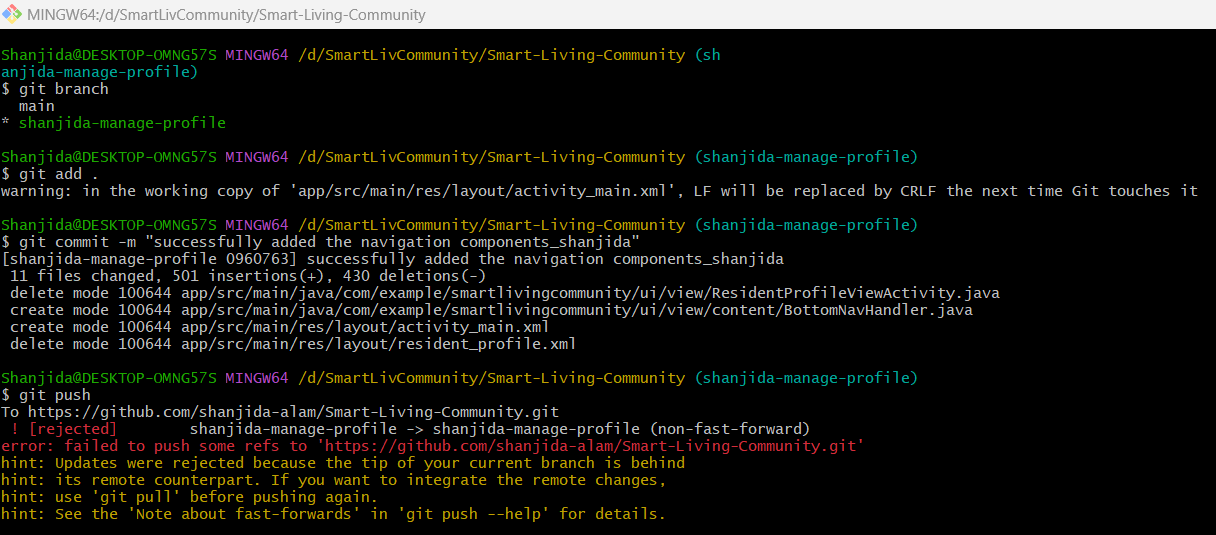 MINGW64:/d/SmartLivCommunity/Smart-Living-Community
Shanjida@DESKTOP-OMNG57S MINGW64 /d/SmartLivCommunity/Smart-Living-Community (sh
anjida-manage-profile)
$ git branch
  main
* shanjida-manage-profile
Shanjida@DESKTOP-OMNG57S MINGW64 /d/SmartLivCommunity/Smart-Living-Community (shanjida-manage-profile)
$ git add .
warning: in the working copy of 'app/src/main/res/layout/activity_main.xml', LF will be replaced by CRLF the next time Git touches it
Shanjida@DESKTOP-OMNG57S MINGW64 /d/SmartLivCommunity/Smart-Living-Community (shanjida-manage-profile)
$ git commit -m "successfully added the navigation components_shanjida"
[shanjida-manage-profile 0960763] successfully added the navigation components_shanjida
 11 files changed, 501 insertions(+), 430 deletions(-)
 delete mode 100644 app/src/main/java/com/example/smartlivingcommunity/ui/view/ResidentProfileViewActivity.java
 create mode 100644 app/src/main/java/com/example/smartlivingcommunity/ui/view/content/BottomNavHandler.java
 create mode 100644 app/src/main/res/layout/activity_main.xml
 delete mode 100644 app/src/main/res/layout/resident_profile.xml
Shanjida@DESKTOP-OMNG57S MINGW64 /d/SmartLivCommunity/Smart-Living-Community (shanjida-manage-profile)
$ git push
To https://github.com/shanjida-alam/Smart-Living-Community.git
 ! [rejected]        shanjida-manage-profile -> shanjida-manage-profile (non-fast-forward)
error: failed to push some refs to 'https://github.com/shanjida-alam/Smart-Living-Community.git'
hint: Updates were rejected because the tip of your current branch is behind
hint: its remote counterpart. If you want to integrate the remote changes,
hint: use 'git pull' before pushing again.
hint: See the 'Note about fast-forwards' in 'git push --help' for details.